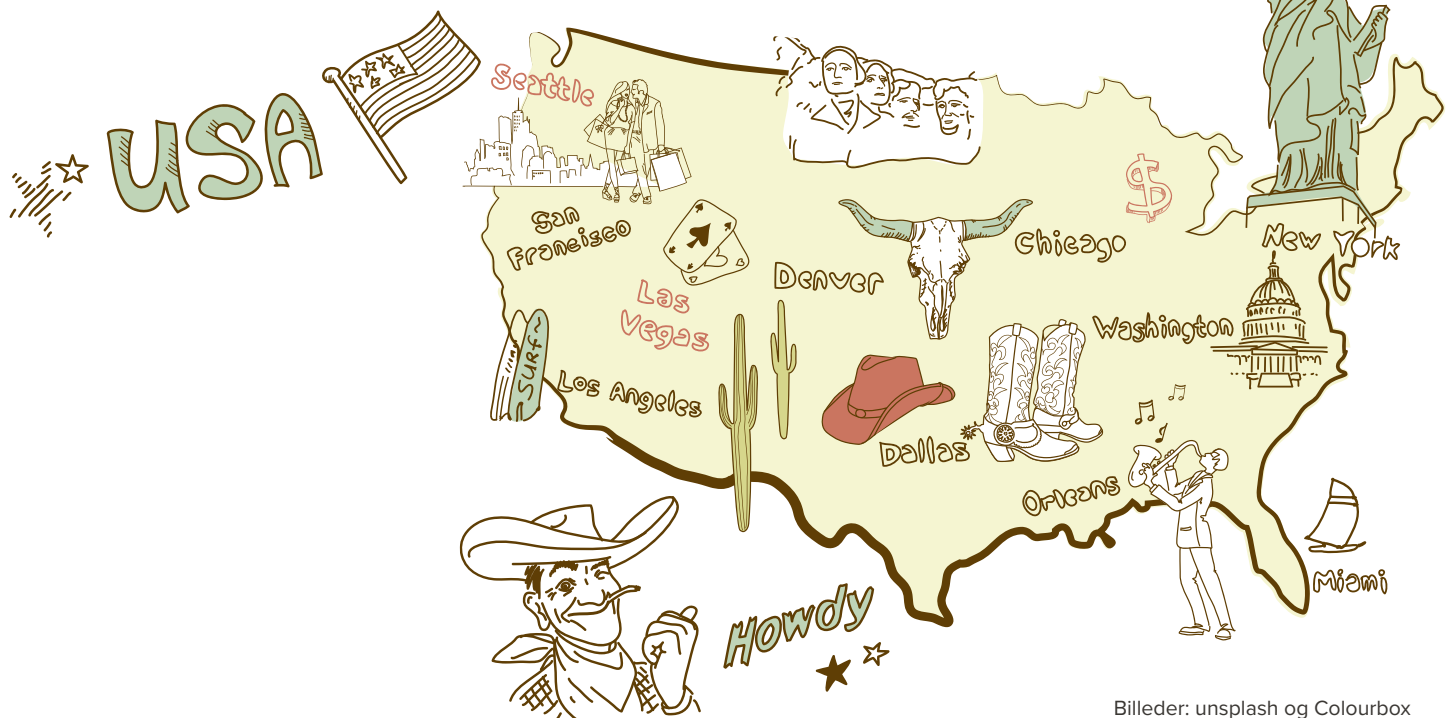 USA
Seattle
San
Francisco
Las
Vegas
Denver
Chicago
New York
Washington
SURF
Los Angeles
Dallas
Orleans
Miami
Howdy
$
Billeder: unsplash og Colourbox